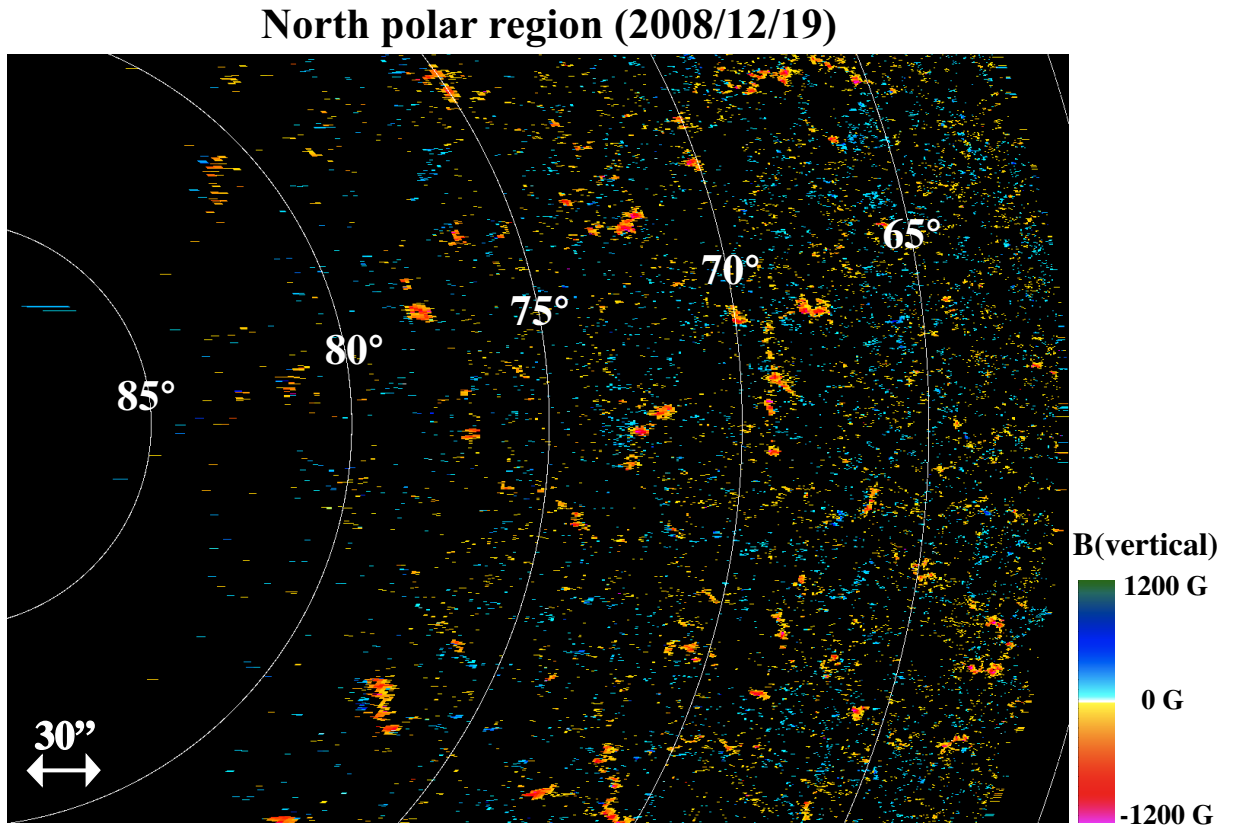 North polar region (2008/12/19)
65°
70°
75°
80°
85°
B(vertical)
1200 G
0 G
-1200 G
30”